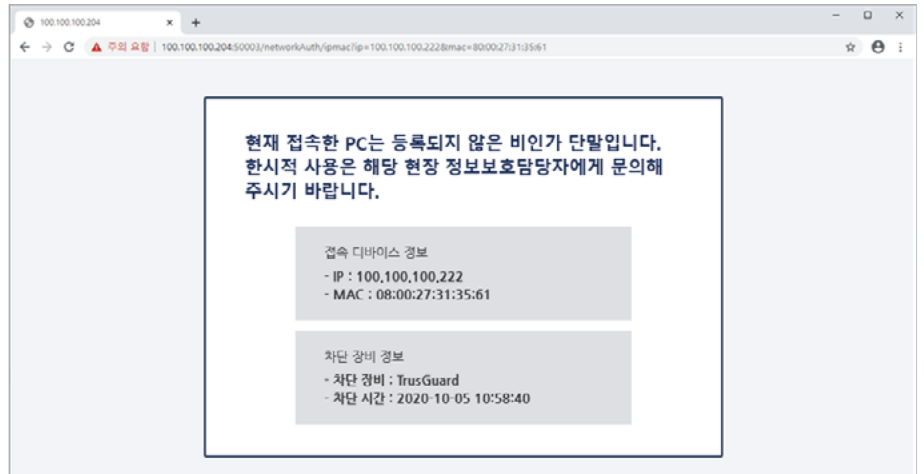 100.100.100.204
주의 요함 | 100.100.100.204:50003/networkAuth/ipmac?ip=100.100.100.222&mac=80:00:27:31:35:61
현재 접속한 PC는 등록되지 않은 비인가 단말입니다.
한시적 사용은 해당 현장 정보보호담당자에게 문의해
주시기 바랍니다.
접속 디바이스 정보
- IP : 100,100,100,222
- MAC : 08:00:27:31:35:61
차단 장비 정보
- 차단 장비 : TrusGuard
- 차단 시간 : 2020-10-05 10:58:40